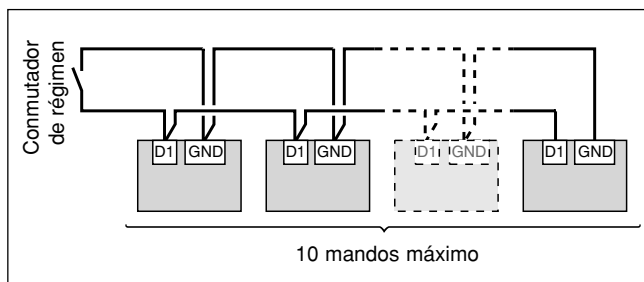 Conmutador
de régimen
D1 GND D1 GND D1 GND D1 GND
10 mandos máximo